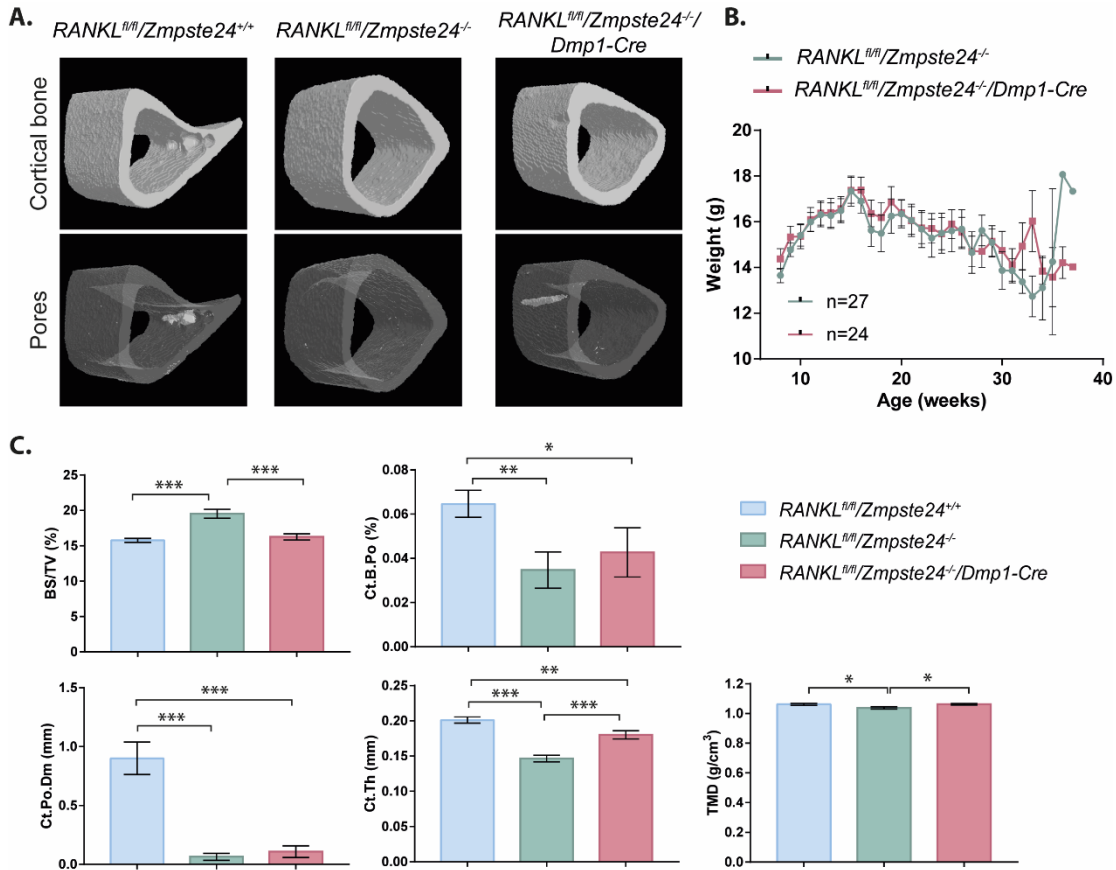 A.
RANKLfl/fl/Zmpste24+/+
RANKLfl/fl/Zmpste24-/-
RANKLfl/fl/Zmpste24-/-/
Dmp1-Cre
Cortical bone
Pores
B.
RANKLfl/fl/Zmpste24-/-
RANKLfl/fl/Zmpste24-/-/Dmp1-Cre
20
18
16
14
12
10
Weight (g)
n=27
n=24
10 20 30 40
Age (weeks)
C.
BS/TV (%)
25
20
15
10
5
0
*** ***
Ct.B.Po (%)
0.08
0.06
0.04
0.02
0.00
*
**
RANKLfl/fl/Zmpste24+/+
RANKLfl/fl/Zmpste24-/-
RANKLfl/fl/Zmpste24-/-/Dmp1-Cre
Ct.Po.Dm (mm)
1.5
1.0
0.5
0.0
***
***
Ct.Th (mm)
0.25
0.20
0.15
0.10
0.05
0.00
**
***
***
TMD (g/cm3)
1.2
1.0
0.8
0.6
0.4
0.2
0.0
* *